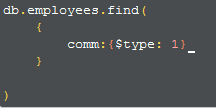 db.employees.find(
{
comm:{$type: 1}
}
)